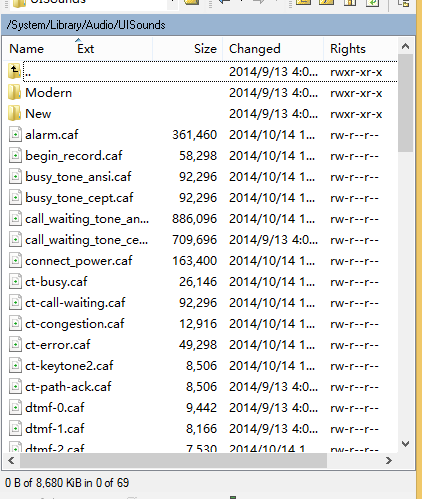 UISounds
/System/Library/Audio/UISounds
Name Ext Size Changed Rights
.. 2014/9/13 4:0... rwxr-xr-x
Modern 2014/9/13 4:0... rwxr-xr-x
New 2014/9/13 4:0... rwxr-xr-x
alarm.caf 361,460 2014/10/14 1... rw-r--r--
begin_record.caf 58,298 2014/10/14 1... rw-r--r--
busy_tone_ansi.caf 92,296 2014/10/14 1... rw-r--r--
busy_tone_cept.caf 92,296 2014/10/14 1... rw-r--r--
call_waiting_tone_an... 886,096 2014/10/14 1... rw-r--r--
call_waiting_tone_ce... 709,696 2014/9/13 4:0... rw-r--r--
connect_power.caf 163,400 2014/10/14 1... rw-r--r--
ct-busy.caf 26,146 2014/10/14 1... rw-r--r--
ct-call-waiting.caf 92,296 2014/10/14 1... rw-r--r--
ct-congestion.caf 12,916 2014/10/14 1... rw-r--r--
ct-error.caf 49,298 2014/10/14 1... rw-r--r--
ct-keytone2.caf 8,506 2014/10/14 1... rw-r--r--
ct-path-ack.caf 8,506 2014/10/14 1... rw-r--r--
dtmf-0.caf 9,442 2014/9/13 4:0... rw-r--r--
dtmf-1.caf 8,166 2014/9/13 4:0... rw-r--r--
dtmf-2.caf 7,530 2014/10/14 1... rw-r--r--
0 B of 8,680 KiB in 0 of 69